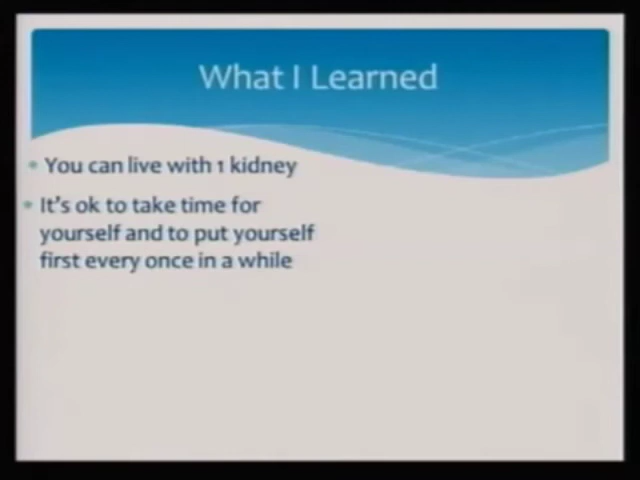 What I Learned
You can live with 1 kidney
It's ok to take time for
yourself and to put yourself
first every once in a while